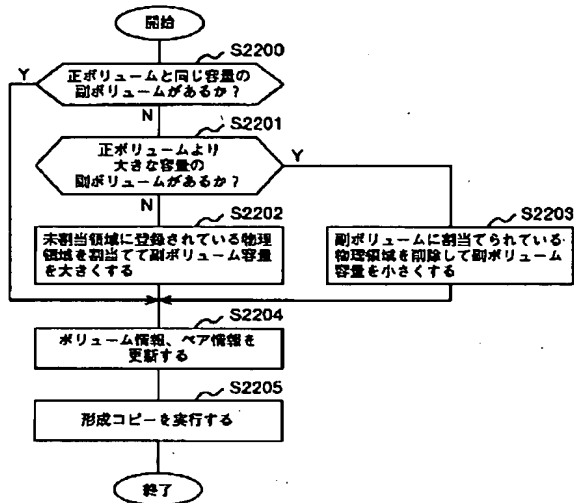 開始
S2200
Y
正ボリュームと同じ容量の
副ボリュームがあるか？
N
S2201
正ボリュームより
大きな容量の
副ボリュームがあるか？
Y
N
S2202
未割当領域に登録されている物理
領域を割当てて副ボリューム容量
を大きくする
S2203
副ボリュームに割当てられている
物理領域を削除して副ボリューム
容量を小さくする
S2204
ボリューム情報、ペア情報を
更新する
S2205
形成コピーを実行する
終了